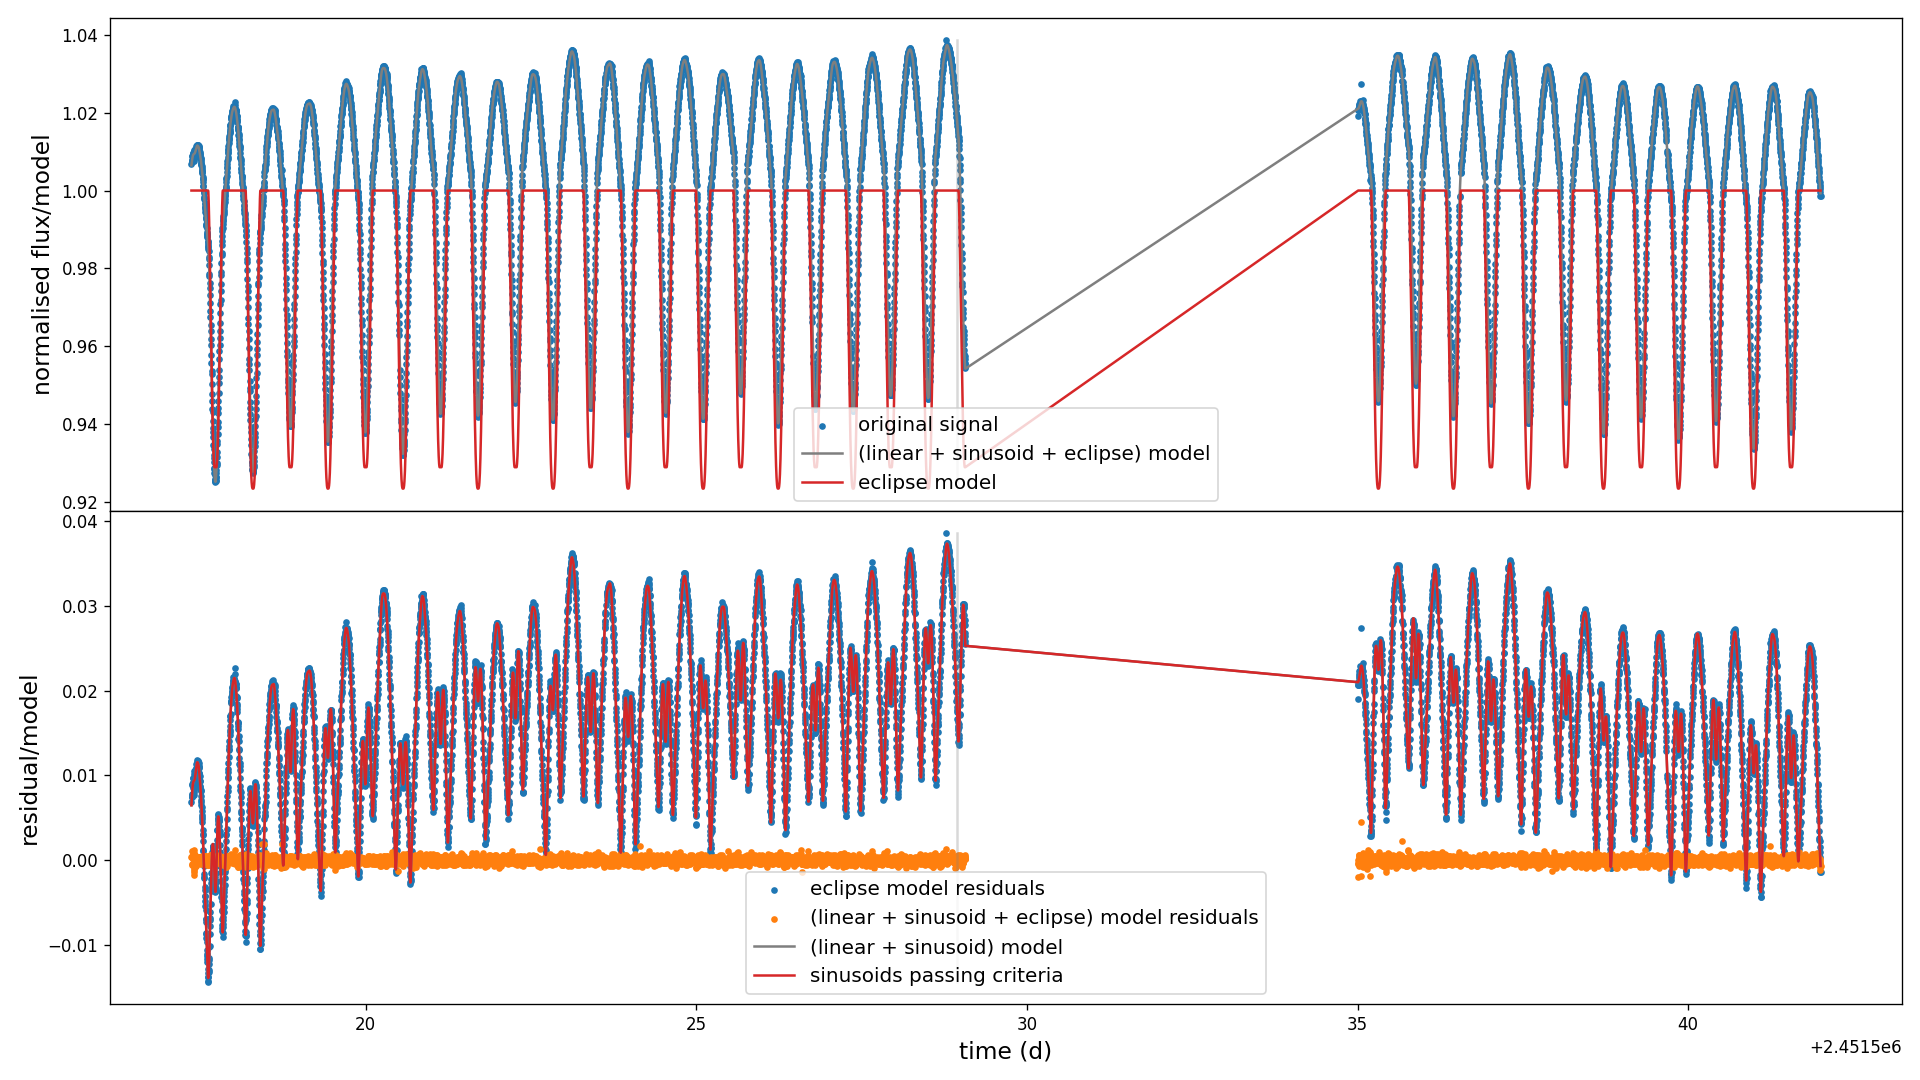 1.04
1.02
1.00
0.98
0.96
0.94
0.92
normalised flux/model
original signal
(linear + sinusoid + eclipse) model
eclipse model
0.04
0.03
0.02
0.01
0.00
−0.01
residual/model
eclipse model residuals
(linear + sinusoid + eclipse) model residuals
(linear + sinusoid) model
sinusoids passing criteria
20
25
30
35
40
time (d)
+2.4515e6